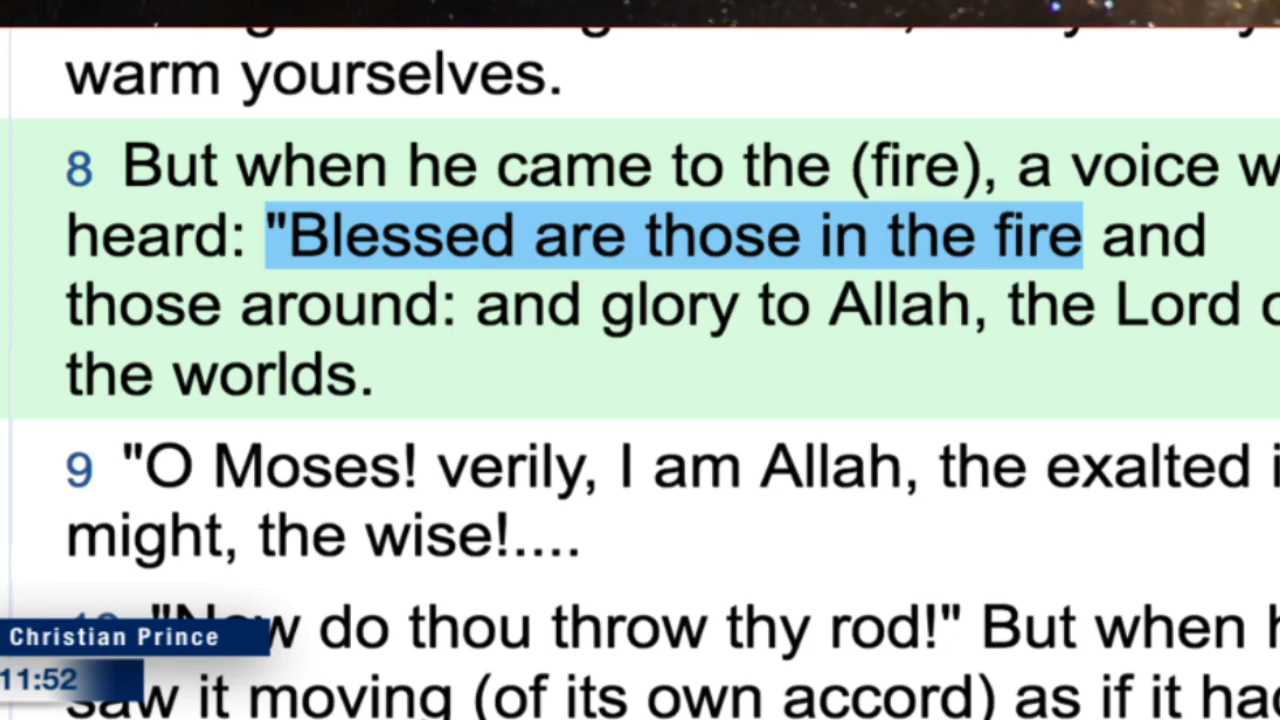 warm yourselves.
8 But when he came to the (fire), a voice
heard: "Blessed are those in the fire and
those around: and glory to Allah, the Lord
the worlds.
9 "O Moses! verily, I am Allah, the exalted
might, the wise!....
"Now do thou throw thy rod!" But when
Christian Prince
11:52
saw it moving (of its own accord) as if it